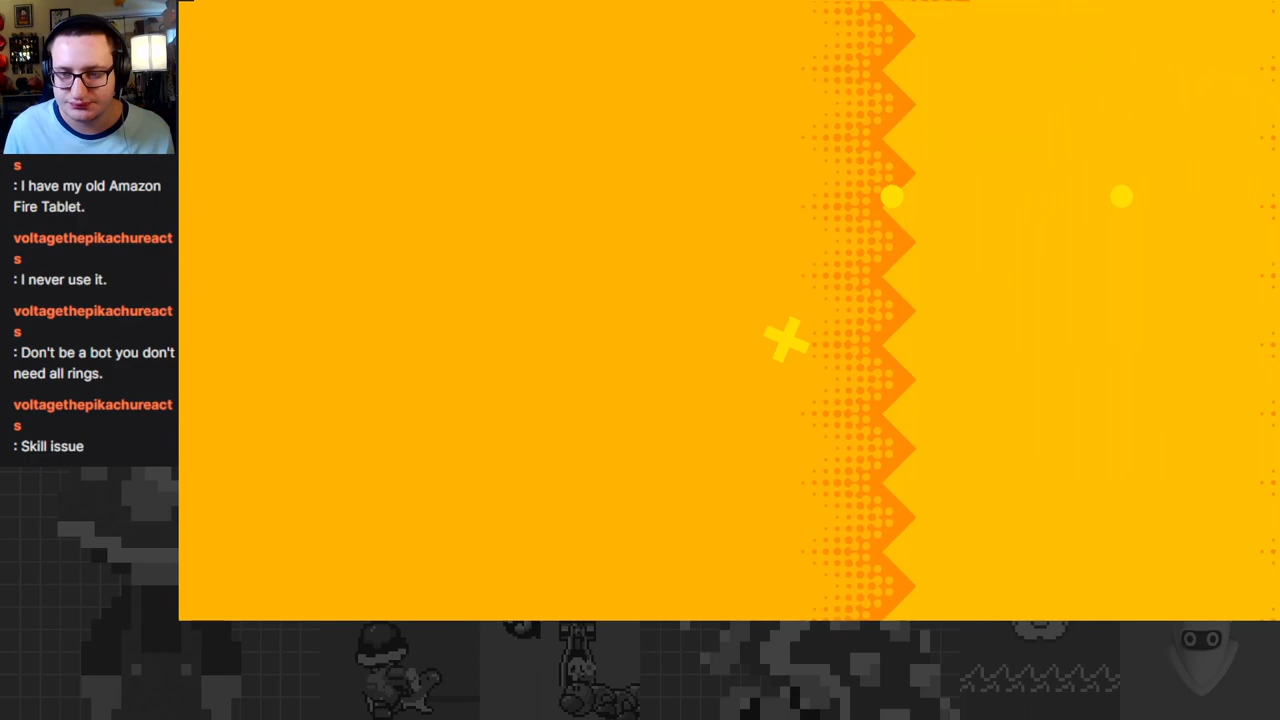 s
: I have my old Amazon
Fire Tablet.
voltagethepikachureact
s
: I never use it.
voltagethepikachureact
s
: Don't be a bot you don't
need all rings.
voltagethepikachureact
s
: Skill issue